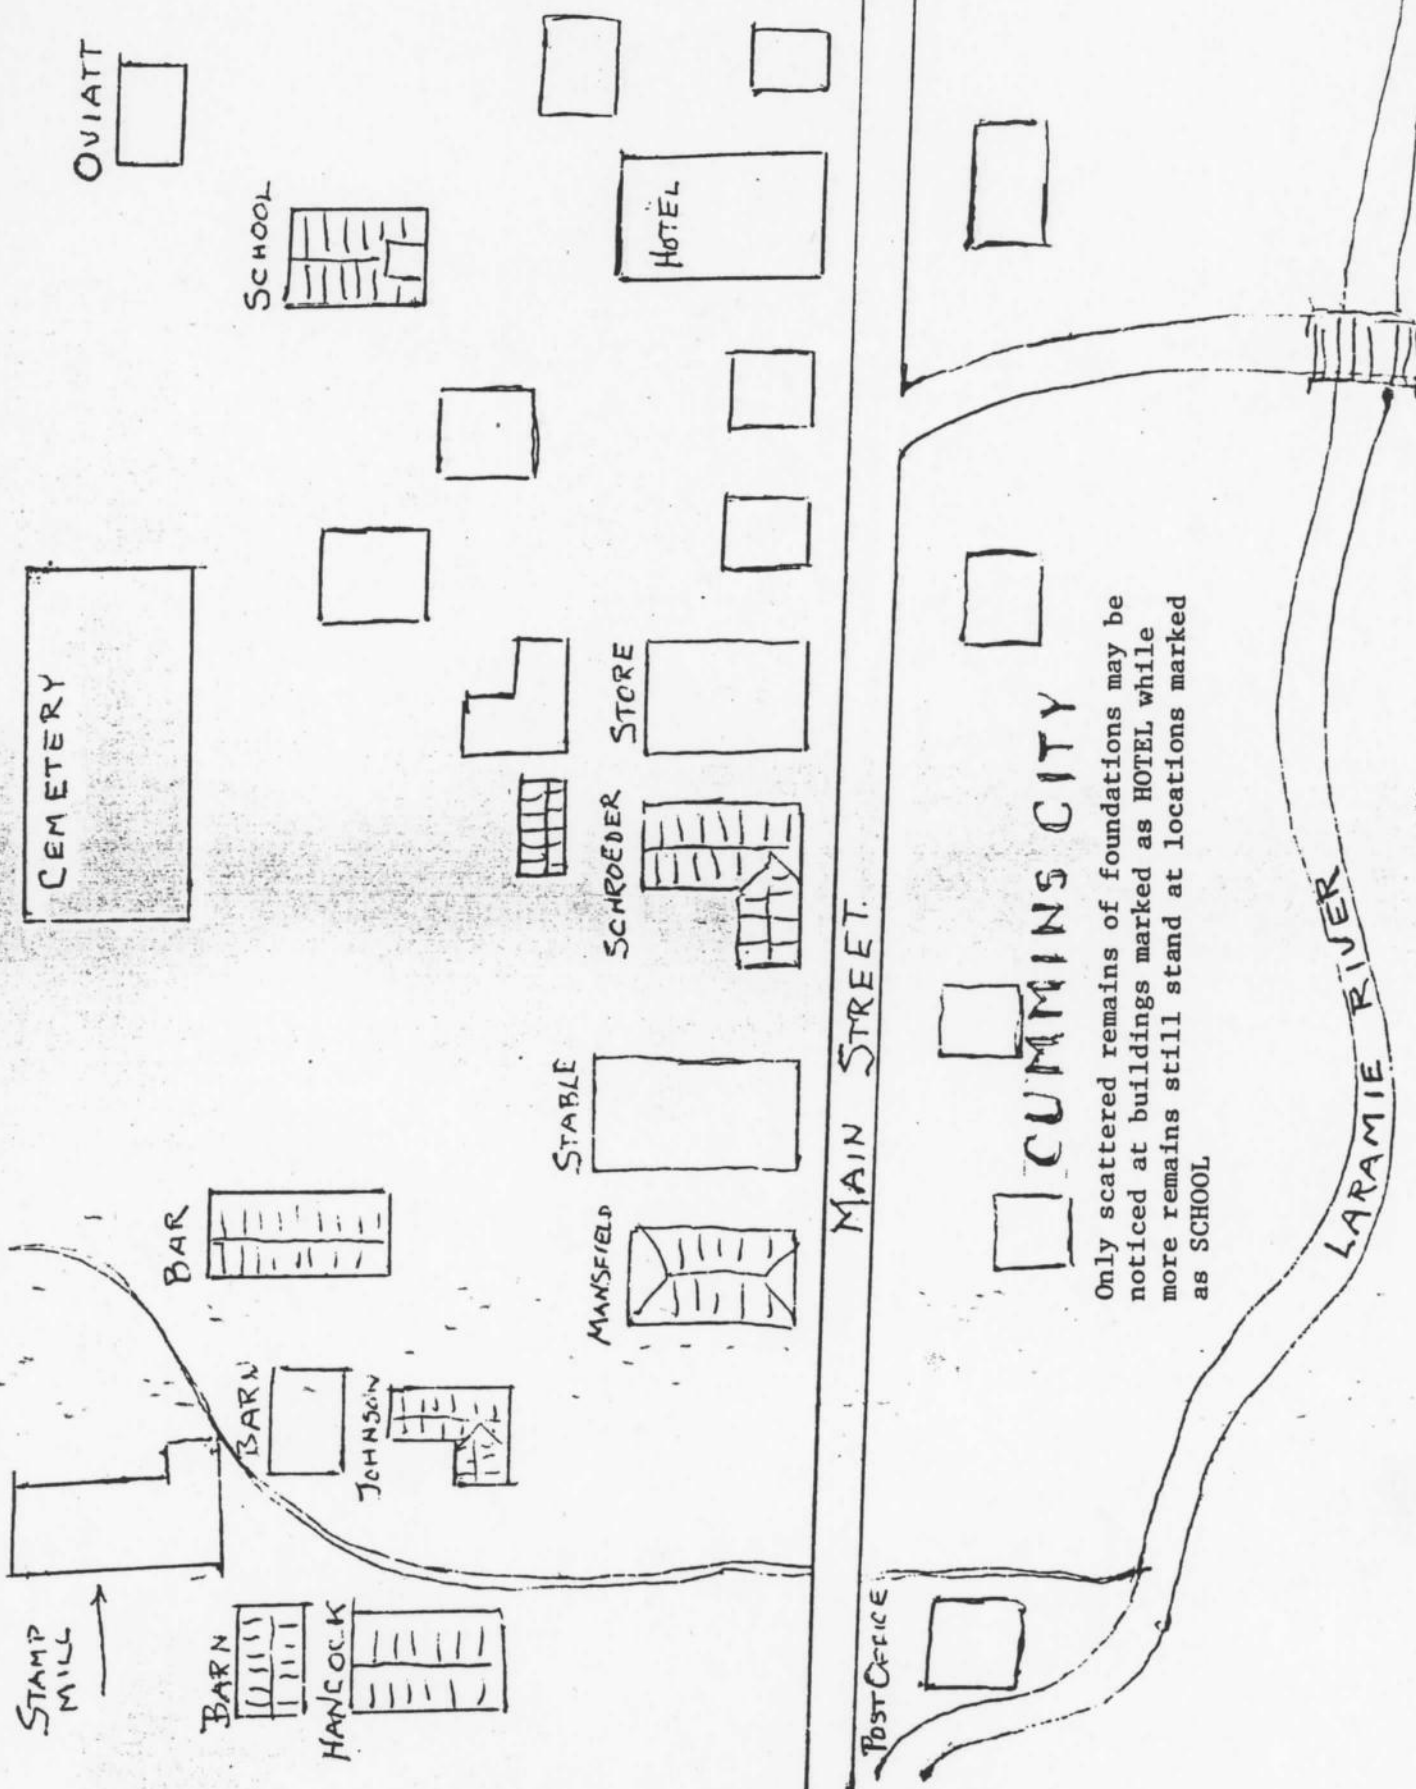 STAMP
MILL
CEMETERY
OVIATT
BAR
BARN
BARN
SCHOOL
HANCOCK
JOHNSON
STABLE
MANSFIELD
SCHROEDER
STORE
HOTEL
MAIN STREET
POST OFFICE
CUMMINS CITY
Only scattered remains of foundations may be
noticed at buildings marked as HOTEL while
more remains still stand at locations marked
as SCHOOL
LARAMIE RIVER